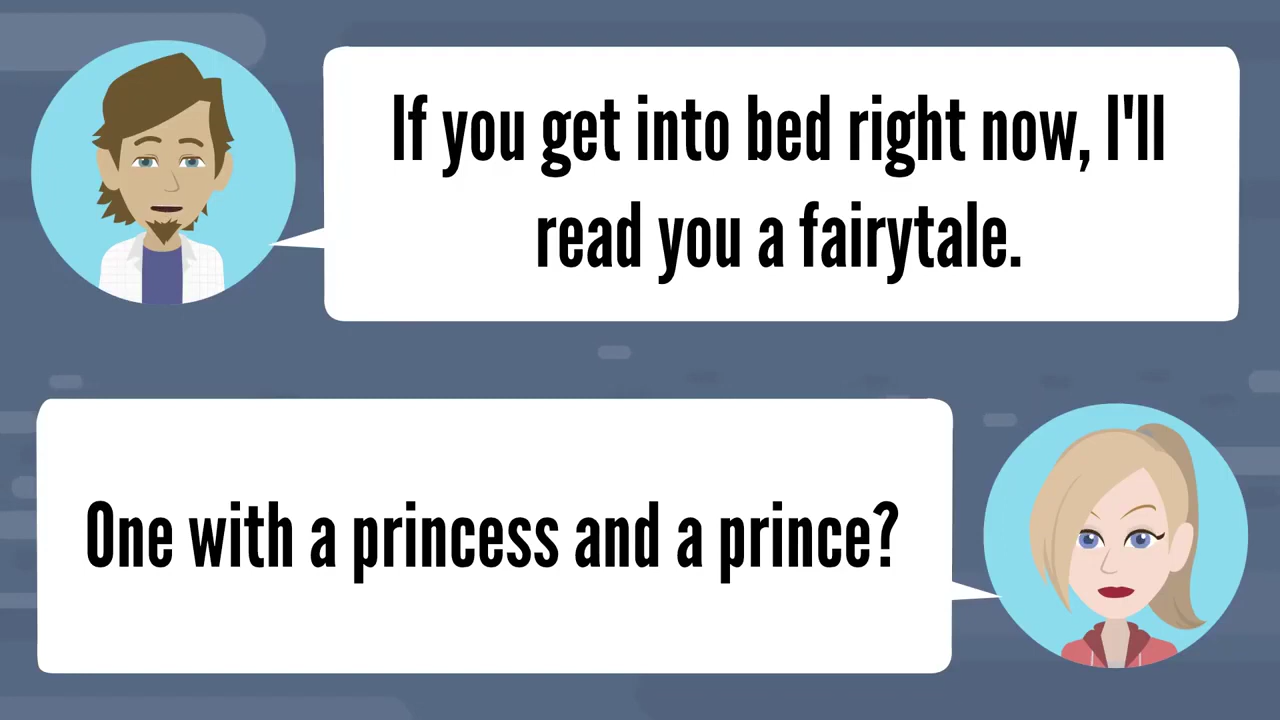 If you get into bed right now, I'll
read you a fairytale.
One with a princess and a prince?